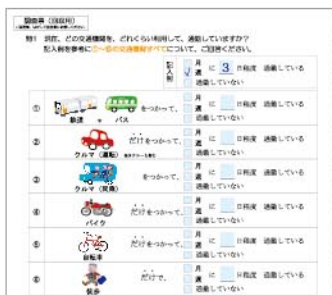 調査票（回収用）
問1 現在、どの交通機関を、どれくらい利用して、通勤していますか？
記入例を参考に①～⑥の交通機関すべてについて、ご回答ください。
記入例
月
✓ 週 に 3 日程度 通勤している
通勤していない
① 鉄道 + バス をつかって、
月
週 に 日程度 通勤している
通勤していない
② クルマ（運転） だけをつかって、
月
週 に 日程度 通勤している
通勤していない
③ クルマ（同乗） をつかって、
月
週 に 日程度 通勤している
通勤していない
④ バイク だけをつかって、
月
週 に 日程度 通勤している
通勤していない
⑤ 自転車 だけをつかって、
月
週 に 日程度 通勤している
通勤していない
⑥ 徒歩 だけで、
月
週 に 日程度 通勤している
通勤していない